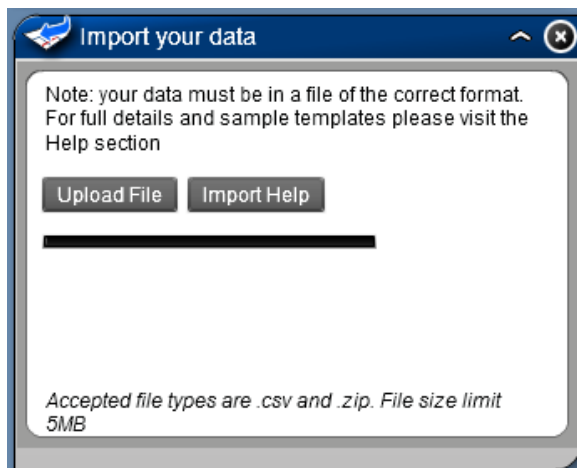 Import your data
Note: your data must be in a file of the correct format.
For full details and sample templates please visit the
Help section
Upload File Import Help
Accepted file types are .csv and .zip. File size limit
5MB